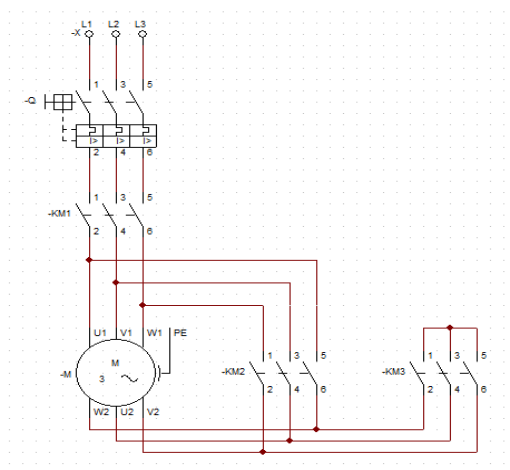 L1 L2 L3
-X
1 3 5
-Q
I> I> I>
2 4 6
1 3 5
-KM1
2 4 6
U1 V1 W1 PE
M
-M
3
1 3 5
-KM2
2 4 6
1 3 5
-KM3
2 4 6
W2 U2 V2